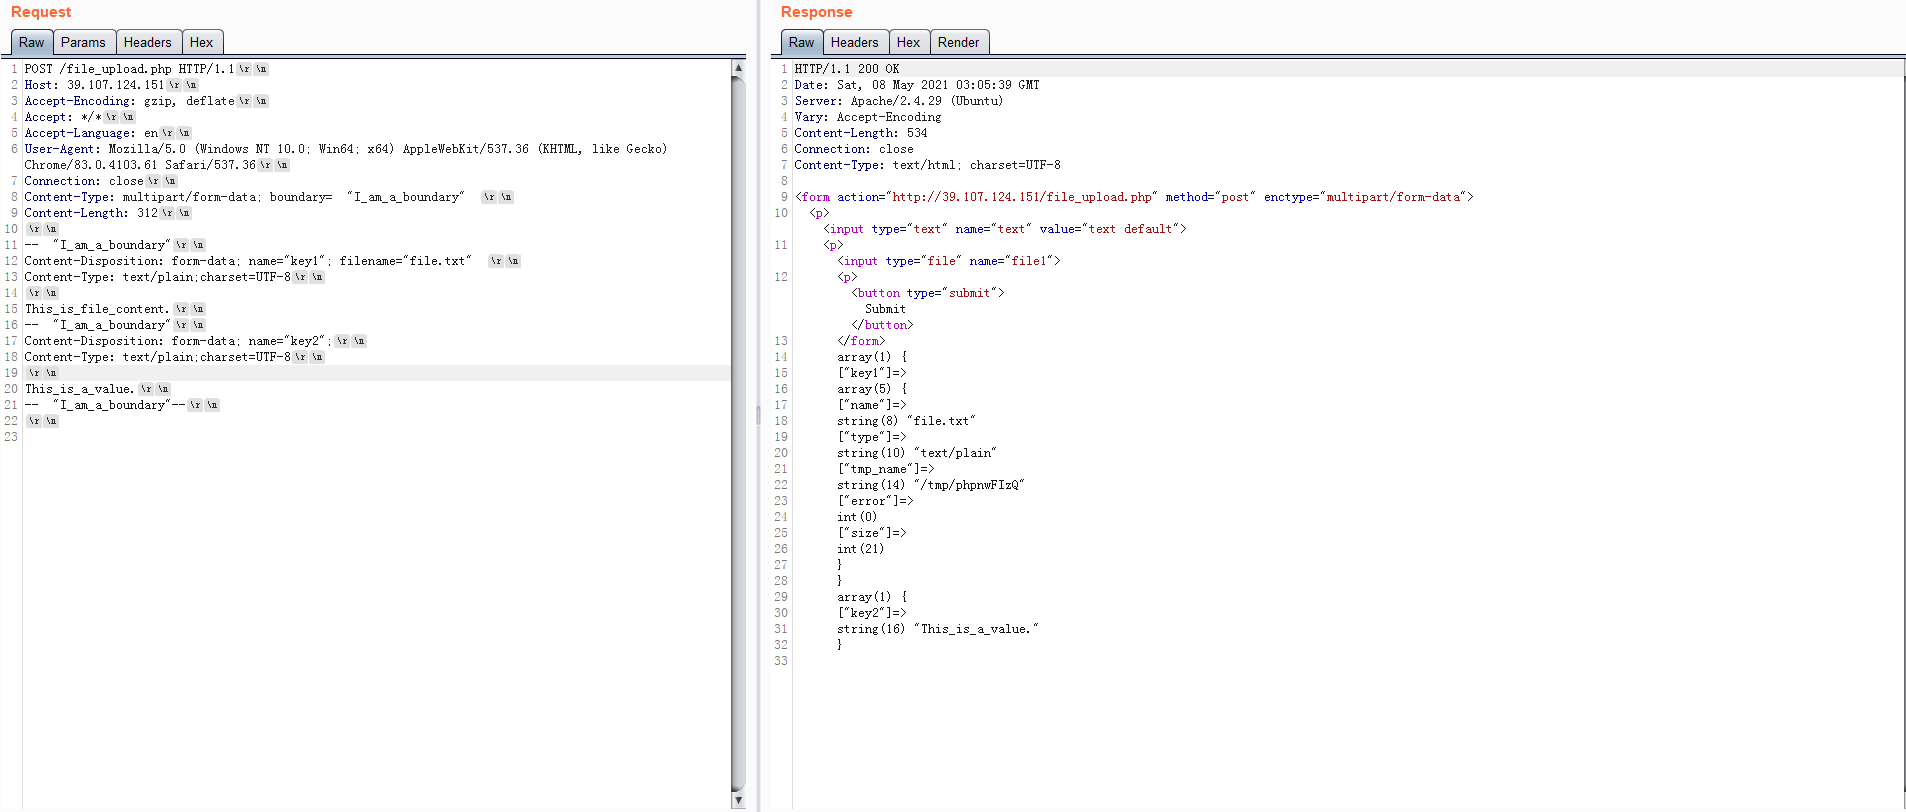 Request
Raw Params Headers Hex
1 POST /file_upload.php HTTP/1.1 \r \n
2 Host: 39.107.124.151 \r \n
3 Accept-Encoding: gzip, deflate \r \n
4 Accept: */* \r \n
5 Accept-Language: en \r \n
6 User-Agent: Mozilla/5.0 (Windows NT 10.0; Win64; x64) AppleWebKit/537.36 (KHTML, like Gecko)
Chrome/83.0.4103.61 Safari/537.36 \r \n
7 Connection: close \r \n
8 Content-Type: multipart/form-data; boundary=  "I_am_a_boundary"  \r \n
9 Content-Length: 312 \r \n
10 \r \n
11 --  "I_am_a_boundary" \r \n
12 Content-Disposition: form-data; name="key1"; filename="file.txt"  \r \n
13 Content-Type: text/plain;charset=UTF-8 \r \n
14 \r \n
15 This_is_file_content. \r \n
16 --  "I_am_a_boundary" \r \n
17 Content-Disposition: form-data; name="key2"; \r \n
18 Content-Type: text/plain;charset=UTF-8 \r \n
19 \r \n
20 This_is_a_value. \r \n
21 --  "I_am_a_boundary"-- \r \n
22 \r \n
23
Response
Raw Headers Hex Render
1 HTTP/1.1 200 OK
2 Date: Sat, 08 May 2021 03:05:39 GMT
3 Server: Apache/2.4.29 (Ubuntu)
4 Vary: Accept-Encoding
5 Content-Length: 534
6 Connection: close
7 Content-Type: text/html; charset=UTF-8
8
9 <form action="http://39.107.124.151/file_upload.php" method="post" enctype="multipart/form-data">
10 <p>
<input type="text" name="text" value="text default">
11 <p>
<input type="file" name="file1">
12 <p>
<button type="submit">
Submit
</button>
13 </form>
14 array(1) {
15 ["key1"]=>
16 array(5) {
17 ["name"]=>
18 string(8) "file.txt"
19 ["type"]=>
20 string(10) "text/plain"
21 ["tmp_name"]=>
22 string(14) "/tmp/phpnwFIzQ"
23 ["error"]=>
24 int(0)
25 ["size"]=>
26 int(21)
27 }
28 }
29 array(1) {
30 ["key2"]=>
31 string(16) "This_is_a_value."
32 }
33